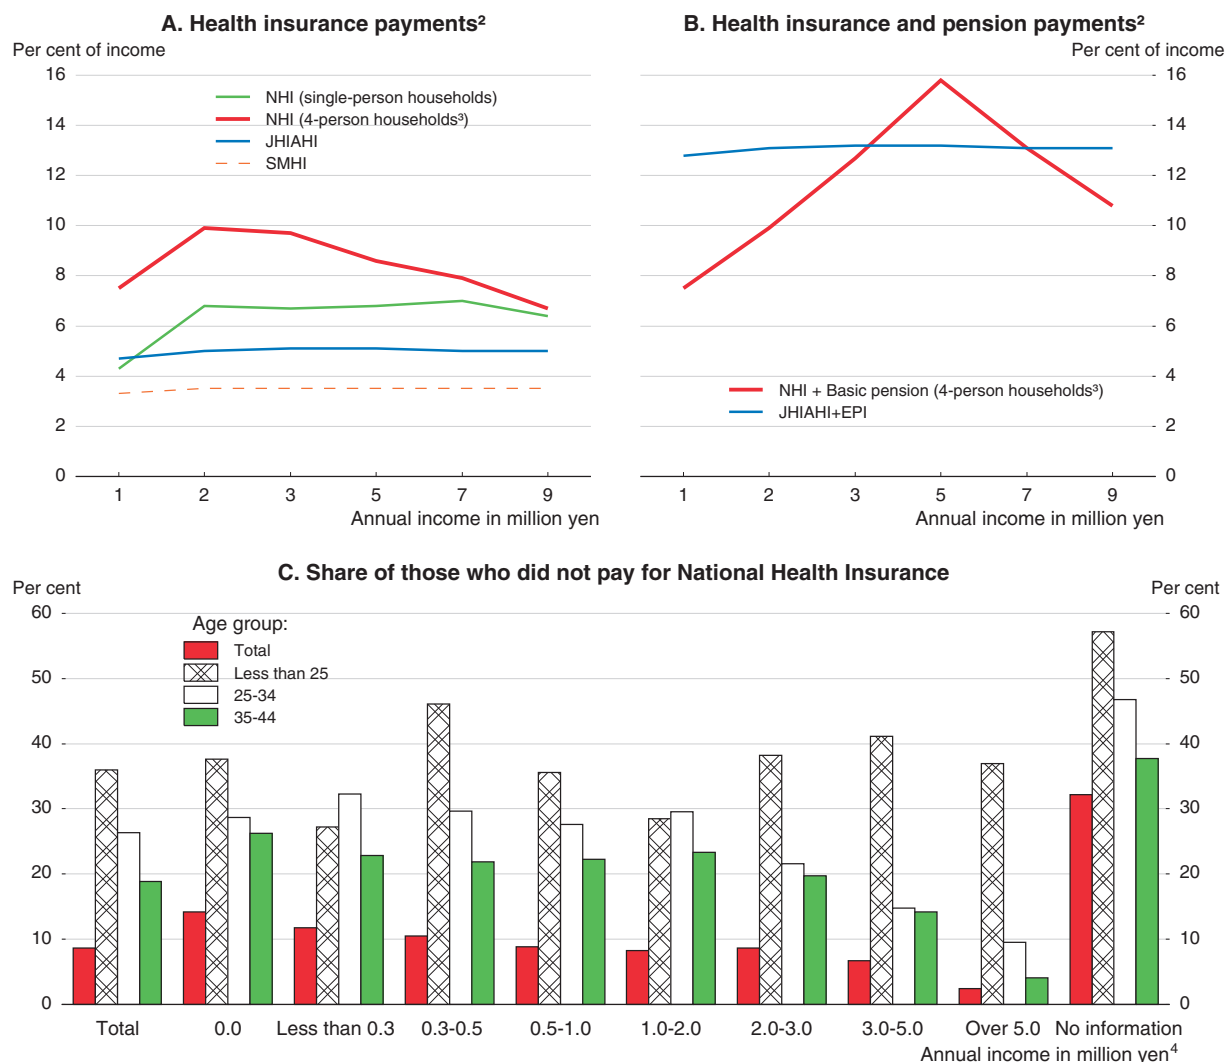 A. Health insurance payments²
Per cent of income
16
14
12
10
8
6
4
2
0
NHI (single-person households)
NHI (4-person households³)
JHIAHI
SMHI
1 2 3 5 7 9
Annual income in million yen
B. Health insurance and pension payments²
Per cent of income
16
14
12
10
8
6
4
2
0
NHI + Basic pension (4-person households³)
JHIAHI+EPI
1 2 3 5 7 9
Annual income in million yen
C. Share of those who did not pay for National Health Insurance
Per cent
Per cent
60
50
40
30
20
10
0
Age group:
Total
Less than 25
25-34
35-44
60
50
40
30
20
10
0
Total 0.0 Less than 0.3 0.3-0.5 0.5-1.0 1.0-2.0 2.0-3.0 3.0-5.0 Over 5.0 No information
Annual income in million yen⁴